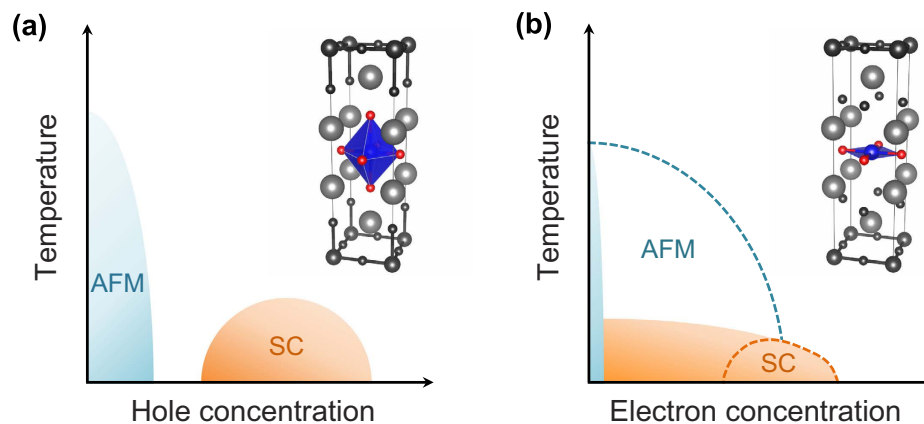 (a)
Temperature
AFM
SC
Hole concentration
(b)
Temperature
AFM
SC
Electron concentration